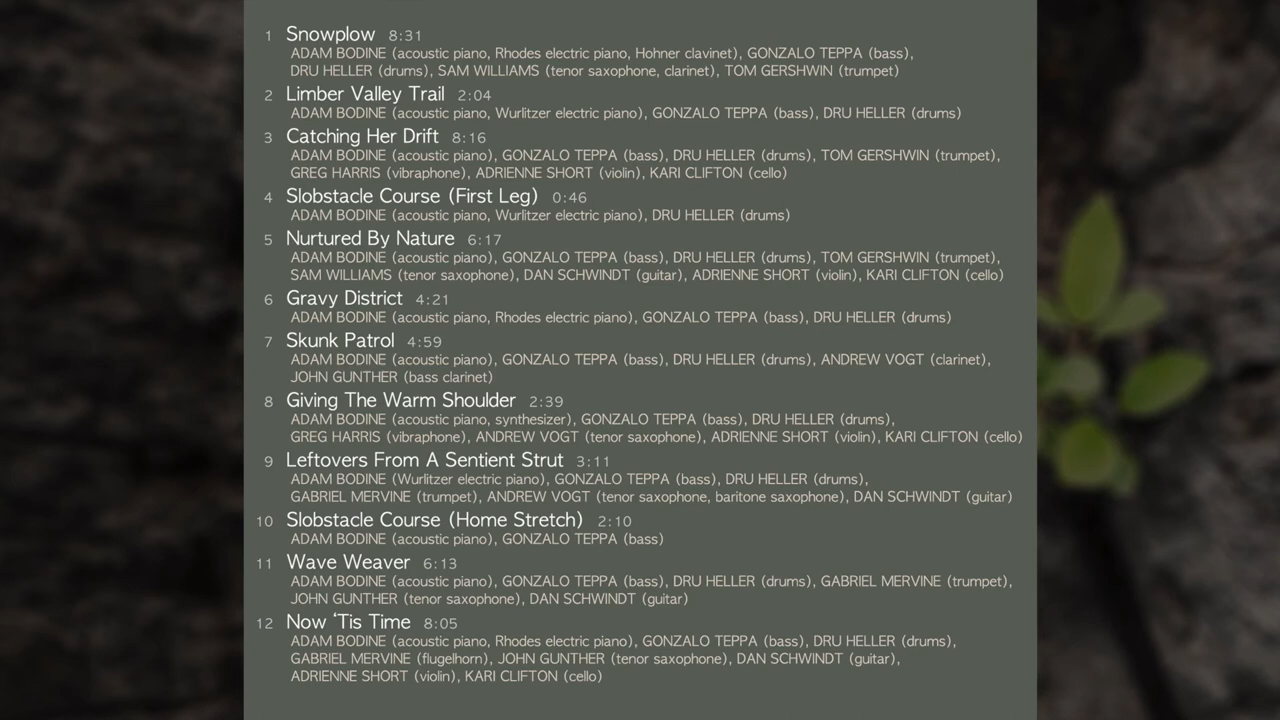 1 Snowplow 8:31
ADAM BODINE (acoustic piano, Rhodes electric piano, Hohner clavinet), GONZALO TEPPA (bass),
DRU HELLER (drums), SAM WILLIAMS (tenor saxophone, clarinet), TOM GERSHWIN (trumpet)
2 Limber Valley Trail 2:04
ADAM BODINE (acoustic piano, Wurlitzer electric piano), GONZALO TEPPA (bass), DRU HELLER (drums)
3 Catching Her Drift 8:16
ADAM BODINE (acoustic piano), GONZALO TEPPA (bass), DRU HELLER (drums), TOM GERSHWIN (trumpet),
GREG HARRIS (vibraphone), ADRIENNE SHORT (violin), KARI CLIFTON (cello)
4 Slobstacle Course (First Leg) 0:46
ADAM BODINE (acoustic piano, Wurlitzer electric piano), DRU HELLER (drums)
5 Nurtured By Nature 6:17
ADAM BODINE (acoustic piano), GONZALO TEPPA (bass), DRU HELLER (drums), TOM GERSHWIN (trumpet),
SAM WILLIAMS (tenor saxophone), DAN SCHWINDT (guitar), ADRIENNE SHORT (violin), KARI CLIFTON (cello)
6 Gravy District 4:21
ADAM BODINE (acoustic piano, Rhodes electric piano), GONZALO TEPPA (bass), DRU HELLER (drums)
7 Skunk Patrol 4:59
ADAM BODINE (acoustic piano), GONZALO TEPPA (bass), DRU HELLER (drums), ANDREW VOGT (clarinet),
JOHN GUNTHER (bass clarinet)
8 Giving The Warm Shoulder 2:39
ADAM BODINE (acoustic piano, synthesizer), GONZALO TEPPA (bass), DRU HELLER (drums),
GREG HARRIS (vibraphone), ANDREW VOGT (tenor saxophone), ADRIENNE SHORT (violin), KARI CLIFTON (cello)
9 Leftovers From A Sentient Strut 3:11
ADAM BODINE (Wurlitzer electric piano), GONZALO TEPPA (bass), DRU HELLER (drums),
GABRIEL MERVINE (trumpet), ANDREW VOGT (tenor saxophone, baritone saxophone), DAN SCHWINDT (guitar)
10 Slobstacle Course (Home Stretch) 2:10
ADAM BODINE (acoustic piano), GONZALO TEPPA (bass)
11 Wave Weaver 6:13
ADAM BODINE (acoustic piano), GONZALO TEPPA (bass), DRU HELLER (drums), GABRIEL MERVINE (trumpet),
JOHN GUNTHER (tenor saxophone), DAN SCHWINDT (guitar)
12 Now ‘Tis Time 8:05
ADAM BODINE (acoustic piano, Rhodes electric piano), GONZALO TEPPA (bass), DRU HELLER (drums),
GABRIEL MERVINE (flugelhorn), JOHN GUNTHER (tenor saxophone), DAN SCHWINDT (guitar),
ADRIENNE SHORT (violin), KARI CLIFTON (cello)